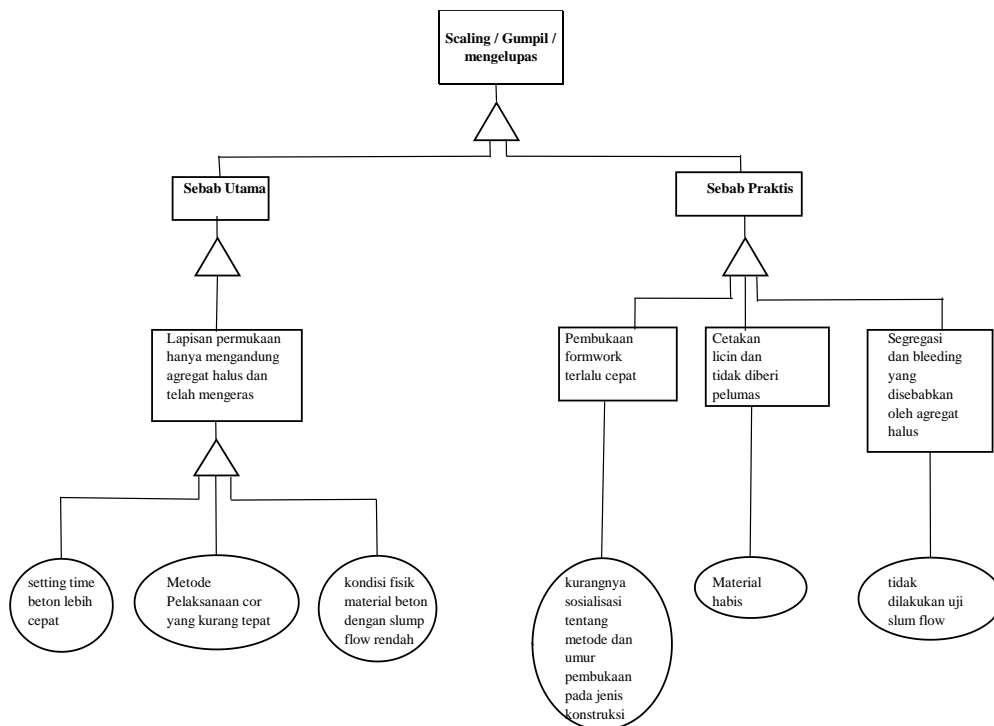 Scaling / Gumpil /
mengelupas
Sebab Utama
Sebab Praktis
Lapisan permukaan
hanya mengandung
agregat halus dan
telah mengeras
Pembukaan
formwork
terlalu cepat
Cetakan
licin dan
tidak diberi
pelumas
Segregasi
dan bleeding
yang
disebabkan
oleh agregat
halus
setting time
beton lebih
cepat
Metode
Pelaksanaan cor
yang kurang tepat
kondisi fisik
material beton
dengan slump
flow rendah
kurangnya
sosialisasi
tentang
metode dan
umur
pembukaan
pada jenis
konstruksi
Material
habis
tidak
dilakukan uji
slum flow